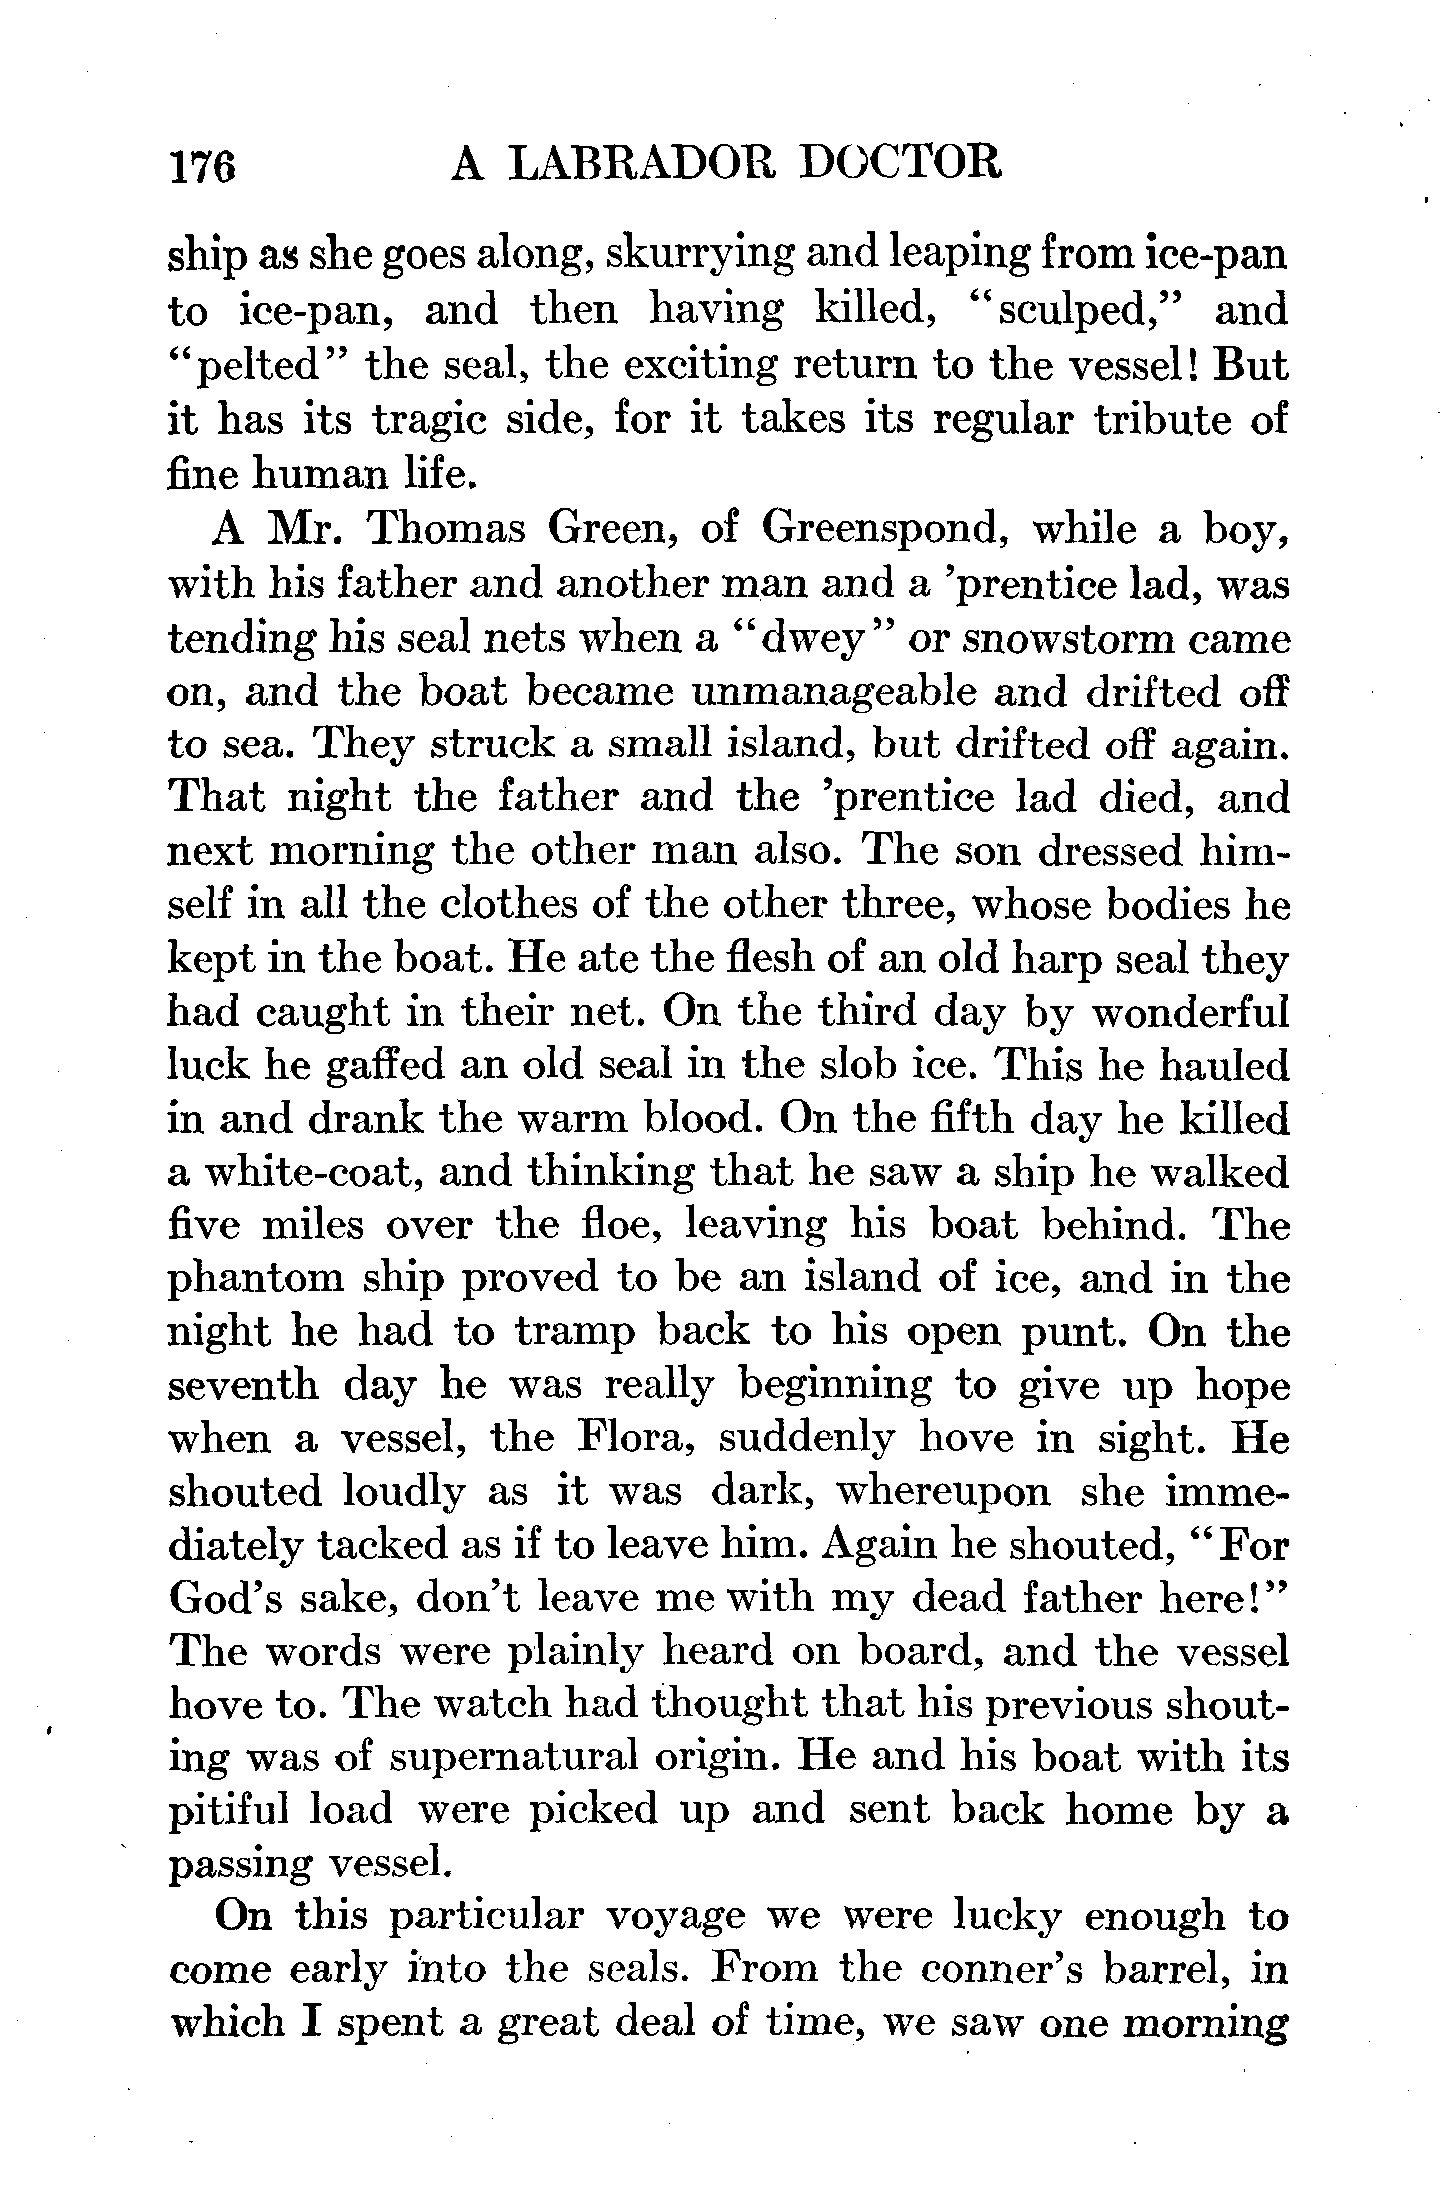 176 A LABRADOR DOCTOR
ship as she goes along, skurrying and leaping from ice-pan
to ice-pan, and then having killed, “sculped,” and
“pelted” the seal, the exciting return to the vessel! But
it has its tragic side, for it takes its regular tribute of
fine human life.
A Mr. Thomas Green, of Greenspond, while a boy,
with his father and another man and a ’prentice lad, was
tending his seal nets when a “dwey” or snowstorm came
on, and the boat became unmanageable and drifted off
to sea. They struck a small island, but drifted off again.
That night the father and the ’prentice lad died, and
next morning the other man also. The son dressed him-
self in all the clothes of the other three, whose bodies he
kept in the boat. He ate the flesh of an old harp seal they
had caught in their net. On the third day by wonderful
luck he gaffed an old seal in the slob ice. This he hauled
in and drank the warm blood. On the fifth day he killed
a white-coat, and thinking that he saw a ship he walked
five miles over the floe, leaving his boat behind. The
phantom ship proved to be an island of ice, and in the
night he had to tramp back to his open punt. On the
seventh day he was really beginning to give up hope
when a vessel, the Flora, suddenly hove in sight. He
shouted loudly as it was dark, whereupon she imme-
diately tacked as if to leave him. Again he shouted, “For
God’s sake, don’t leave me with my dead father here!”
The words were plainly heard on board, and the vessel
hove to. The watch had thought that his previous shout-
ing was of supernatural origin. He and his boat with its
pitiful load were picked up and sent back home by a
passing vessel.
On this particular voyage we were lucky enough to
come early into the seals. From the conner’s barrel, in
which I spent a great deal of time, we saw one morning